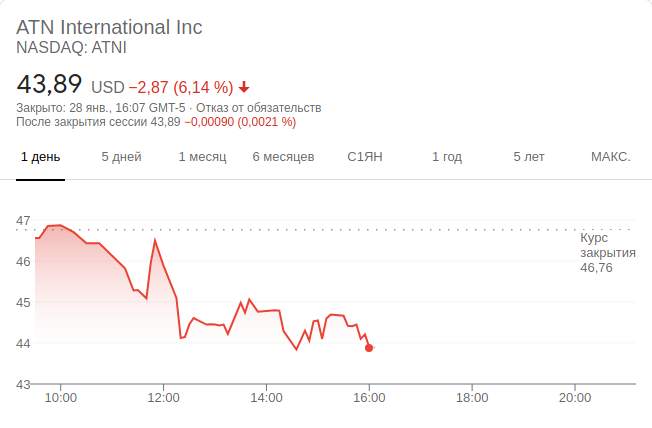 ATN International Inc
NASDAQ: ATNI
43,89 USD −2,87 (6,14 %)
Закрыто: 28 янв., 16:07 GMT-5 · Отказ от обязательств
После закрытия сессии 43,89 −0,00090 (0,0021 %)
1 день 5 дней 1 месяц 6 месяцев С1ЯН 1 год 5 лет МАКС.
47
Курс
закрытия
46,76
46
45
44
43
10:00 12:00 14:00 16:00 18:00 20:00